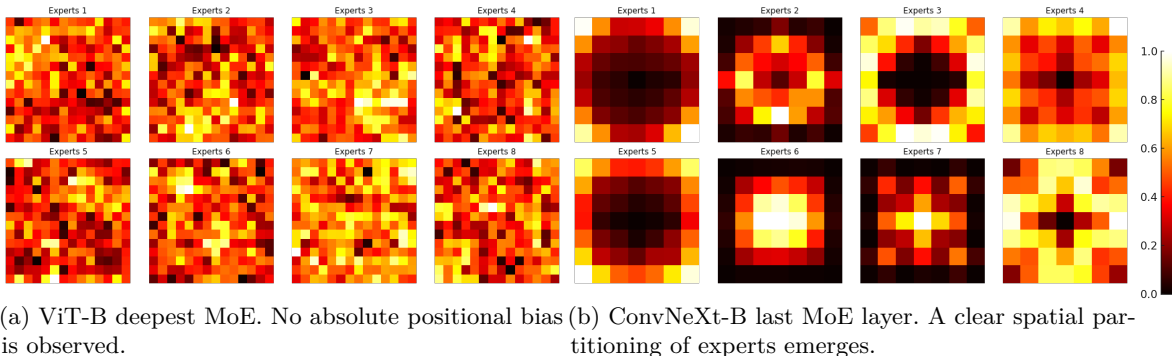 Experts 1
Experts 2
Experts 3
Experts 4
Experts 1
Experts 2
Experts 3
Experts 4
Experts 5
Experts 6
Experts 7
Experts 8
Experts 5
Experts 6
Experts 7
Experts 8
1.0
0.8
0.6
0.4
0.2
0.0
(a) ViT-B deepest MoE. No absolute positional bias
is observed.
(b) ConvNeXt-B last MoE layer. A clear spatial par-
titioning of experts emerges.